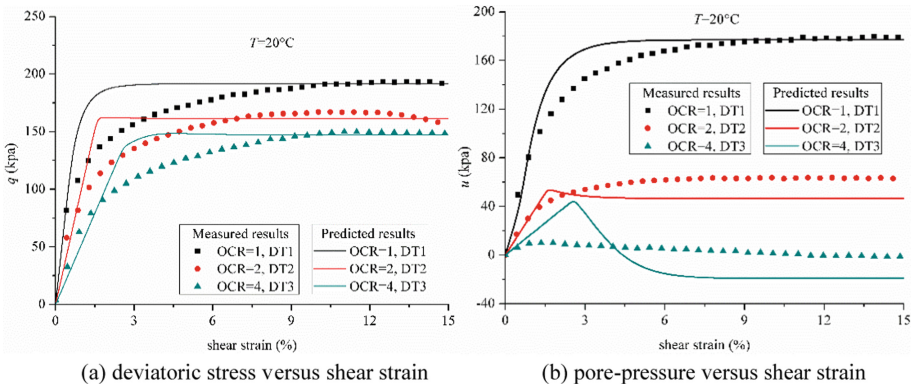 250
200
150
100
50
0
q (kpa)
T=20°C
Measured results
OCR=1, DT1
OCR−2, DT2
OCR=4, DT3
Predicted results
OCR=1, DT1
OCR=2, DT2
OCR=4, DT3
0 3 6 9 12 15
shear strain (%)
(a) deviatoric stress versus shear strain
200
160
120
80
40
0
-40
u (kpa)
T=20°C
Measured results
OCR=1, DT1
OCR−2, DT2
OCR=4, DT3
Predicted results
OCR=1, DT1
OCR−2, DT2
OCR=4, DT3
0 3 6 9 12 15
shear strain (%)
(b) pore-pressure versus shear strain